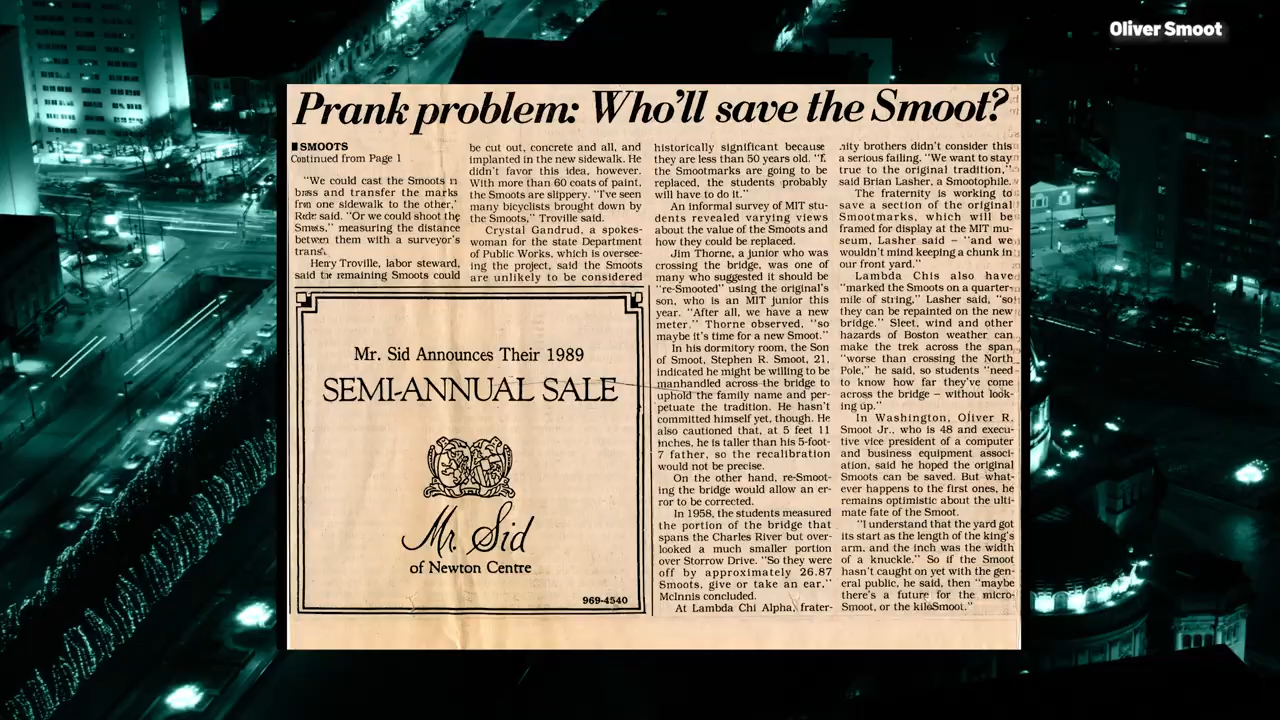 Oliver Smoot
Prank problem: Who'll save the Smoot?
SMOOTS
Continued from Page 1
"We could cast the Smoots in
brass and transfer the marks
from one sidewalk to the other,"
said. "Or we could shoot the
Smoots," measuring the distance
between them with a surveyor's
transit.
Henry Troville, labor steward,
said the remaining Smoots could
be cut out, concrete and all, and
implanted in the new sidewalk. He
didn't favor this idea, however.
With more than 60 coats of paint,
the Smoots are slippery. "I've seen
many bicyclists brought down by
the Smoots," Troville said.
Crystal Gandrud, a spokes-
woman for the state Department
of Public Works, which is oversee-
ing the project, said the Smoots
are unlikely to be considered
Mr. Sid Announces Their 1989
SEMI-ANNUAL SALE
Mr. Sid
of Newton Centre
969-4540
historically significant because
they are less than 50 years old. "If
the Smootmarks are going to be
replaced, the students probably
will have to do it."
An informal survey of MIT stu-
dents revealed varying views
about the value of the Smoots and
how they could be replaced.
Jim Thorne, a junior who was
crossing the bridge, was one of
many who suggested it should be
"re-Smooted" using the original's
son, who is an MIT junior this
year. "After all, we have a new
meter," Thorne observed, "so
maybe it's time for a new Smoot."
In his dormitory room, the Son
of Smoot, Stephen R. Smoot, 21,
indicated he might be willing to be
manhandled across the bridge to
uphold the family name and per-
petuate the tradition. He hasn't
committed himself yet, though. He
also cautioned that, at 5 feet 11
inches, he is taller than his 5-foot-
7 father, so the recalibration
would not be precise.
On the other hand, re-Smoot-
ing the bridge would allow an er-
ror to be corrected.
In 1958, the students measured
the portion of the bridge that
spans the Charles River but over-
looked a much smaller portion
over Storrow Drive. "So they were
off by approximately 26.87
Smoots, give or take an ear,"
McInnis concluded.
At Lambda Chi Alpha, frater-
nity brothers didn't consider this
a serious failing. "We want to stay
true to the original tradition,"
said Brian Lasher, a Smootophile.
The fraternity is working to
save a section of the original
Smootmarks, which will be
framed for display at the MIT mu-
seum, Lasher said – "and we
wouldn't mind keeping a chunk in
our front yard."
Lambda Chis also have
"marked the Smoots on a quarter-
mile of string," Lasher said, "so
they can be repainted on the new
bridge." Sleet, wind and other
hazards of Boston weather can
make the trek across the span
"worse than crossing the North
Pole," he said, so students "need
to know how far they've come
across the bridge – without look-
ing up."
In Washington, Oliver R.
Smoot Jr., who is 48 and execu-
tive vice president of a computer
and business equipment associ-
ation, said he hoped the original
Smoots can be saved. But what-
ever happens to the first ones, he
remains optimistic about the ulti-
mate fate of the Smoot.
"I understand that the yard got
its start as the length of the king's
arm, and the inch was the width
of a knuckle." So if the Smoot
hasn't caught on yet with the gen-
eral public, he said, then "maybe
there's a future for the micro-
Smoot, or the kiloSmoot."